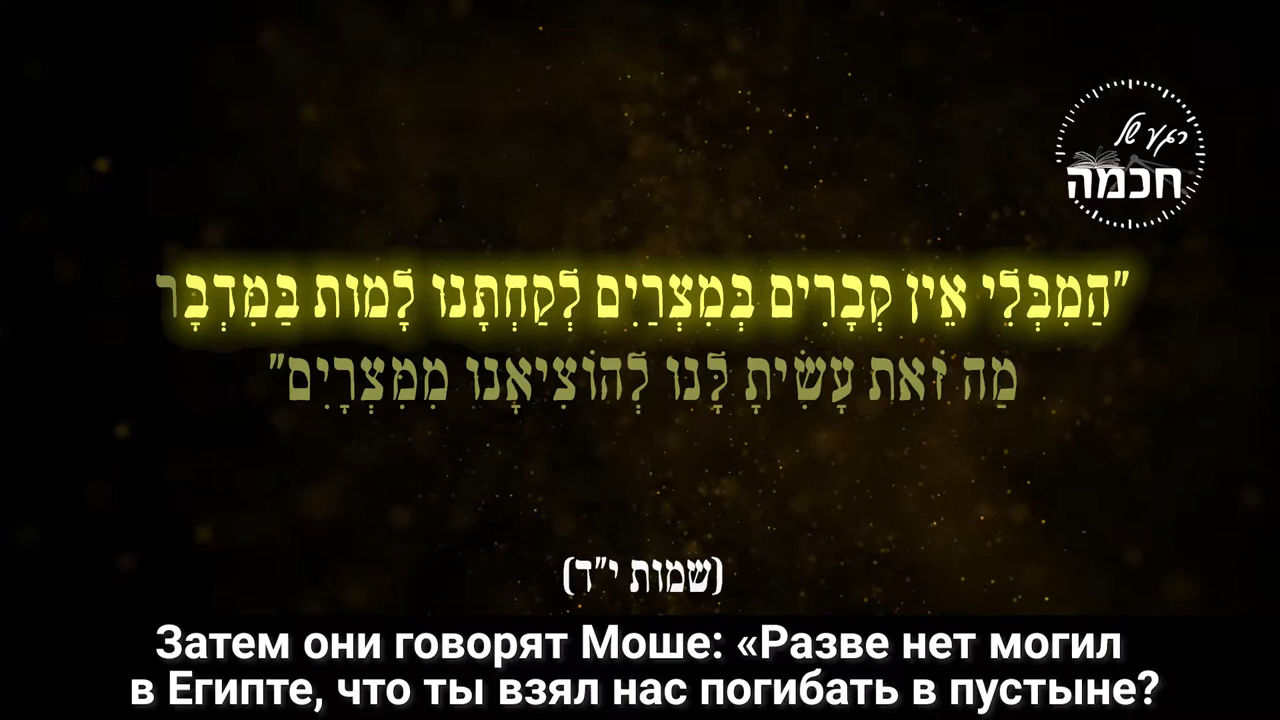 רגע של
חכמה
"הַמִבְּלֵי אֵין קְבָרִים בְּמִצְרַיִם לְקַחְתָּנוּ לָמוּת בַּמִּדְבָּר
מַה זֹּאת עָשִׂיתָ לָּנוּ לְהוֹצִיאָנוּ מִמִּצְרָיִם"
(שמות י"ד)
Затем они говорят Моше: «Разве нет могил
в Египте, что ты взял нас погибать в пустыне?